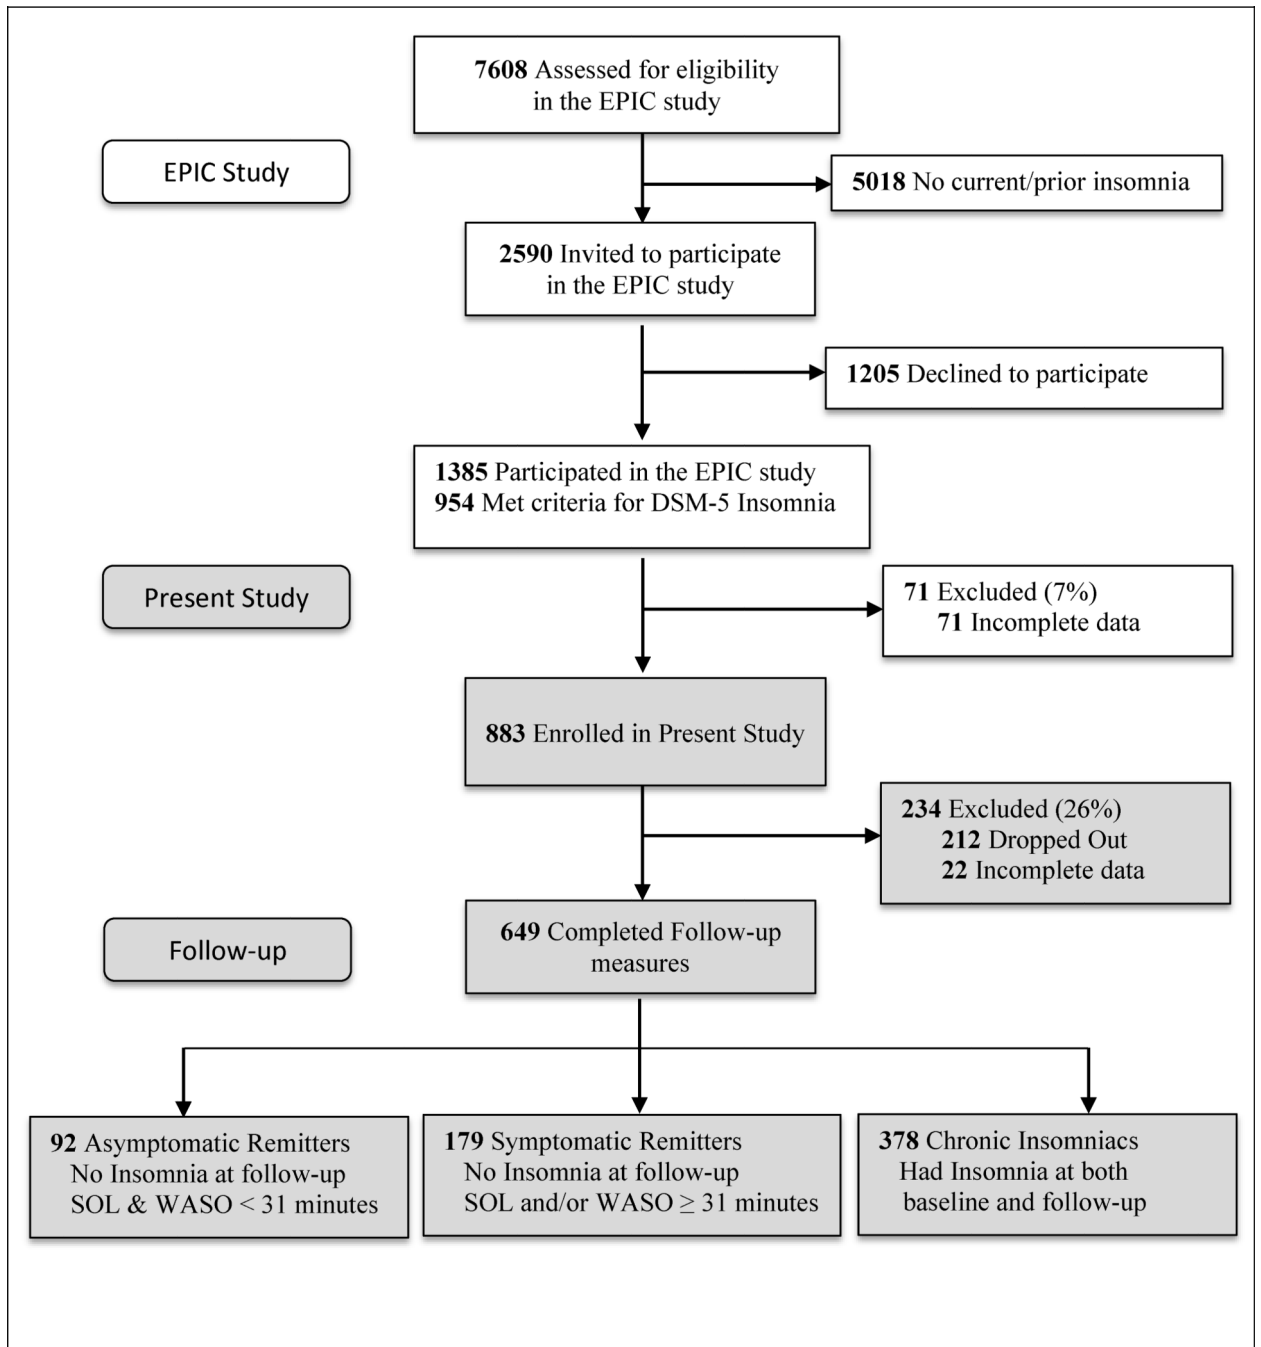 7608 Assessed for eligibility
in the EPIC study
EPIC Study
5018 No current/prior insomnia
2590 Invited to participate
in the EPIC study
1205 Declined to participate
1385 Participated in the EPIC study
954 Met criteria for DSM-5 Insomnia
Present Study
71 Excluded (7%)
71 Incomplete data
883 Enrolled in Present Study
234 Excluded (26%)
212 Dropped Out
22 Incomplete data
Follow-up
649 Completed Follow-up
measures
92 Asymptomatic Remitters
No Insomnia at follow-up
SOL & WASO < 31 minutes
179 Symptomatic Remitters
No Insomnia at follow-up
SOL and/or WASO ≥ 31 minutes
378 Chronic Insomniacs
Had Insomnia at both
baseline and follow-up